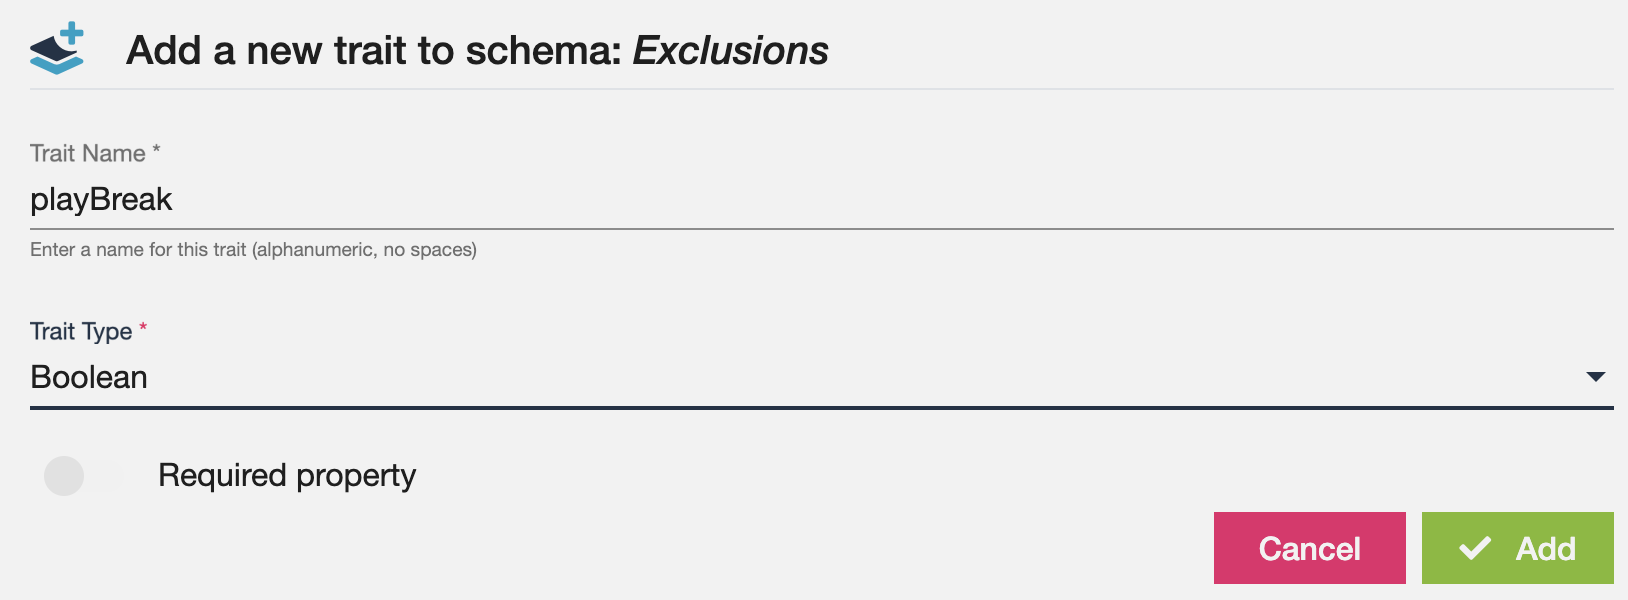 Add a new trait to schema: Exclusions
Trait Name *
playBreak
Enter a name for this trait (alphanumeric, no spaces)
Trait Type *
Boolean
Required property
Cancel
Add